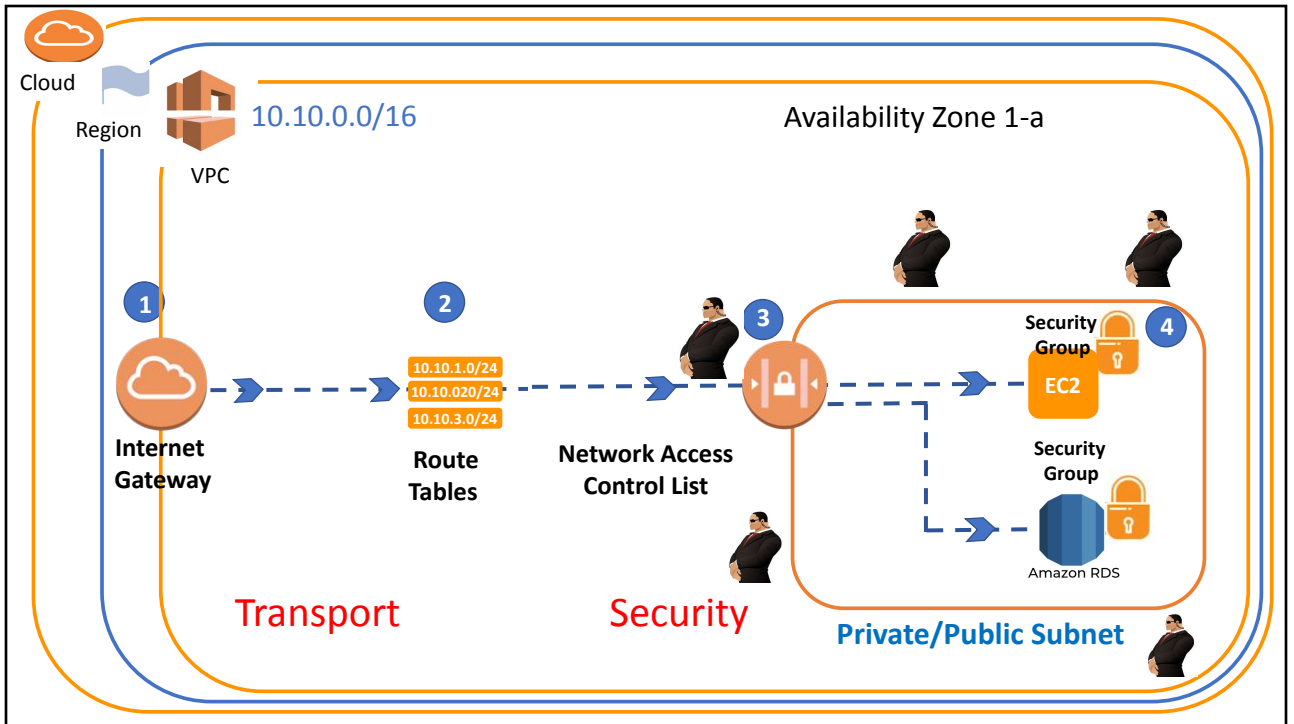 Cloud
Region
VPC
10.10.0.0/16
Availability Zone 1-a
1
2
3
4
10.10.1.0/24
10.10.020/24
10.10.3.0/24
Internet
Gateway
Route
Tables
Network Access
Control List
Security
Group
EC2
Security
Group
Amazon RDS
Transport
Security
Private/Public Subnet